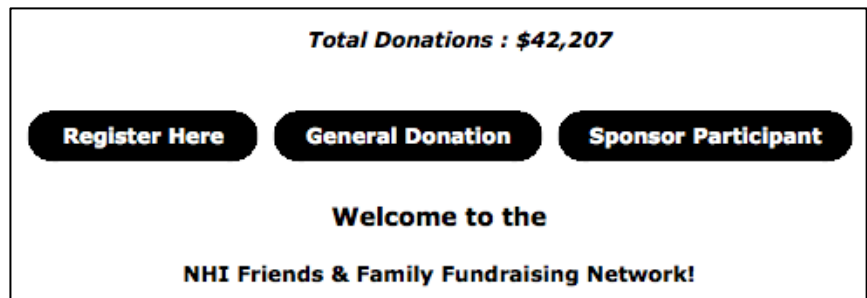 Total Donations : $42,207
Register Here General Donation Sponsor Participant
Welcome to the
NHI Friends & Family Fundraising Network!